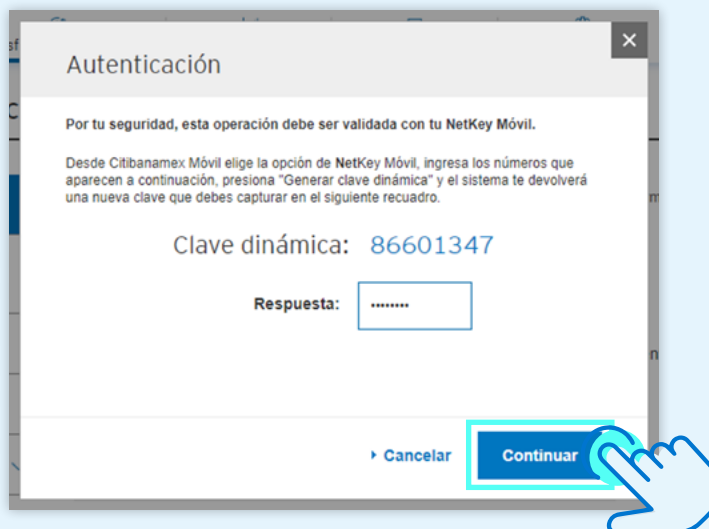 Autenticación
Por tu seguridad, esta operación debe ser validada con tu NetKey Móvil.
Desde Citibanamex Móvil elige la opción de NetKey Móvil, ingresa los números que
aparecen a continuación, presiona "Generar clave dinámica" y el sistema te devolverá
una nueva clave que debes capturar en el siguiente recuadro.
Clave dinámica: 86601347
Respuesta: ........
Cancelar
Continuar